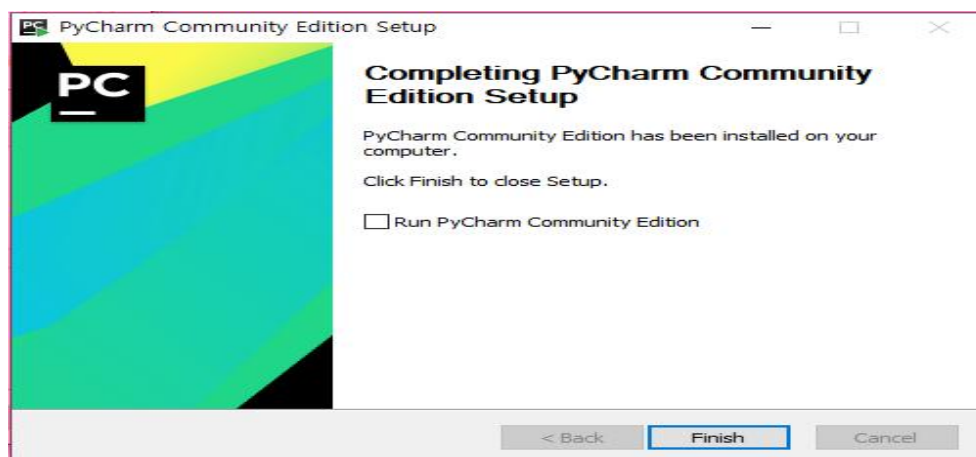 PC PyCharm Community Edition Setup
PC
Completing PyCharm Community
Edition Setup
PyCharm Community Edition has been installed on your
computer.
Click Finish to close Setup.
Run PyCharm Community Edition
< Back Finish Cancel